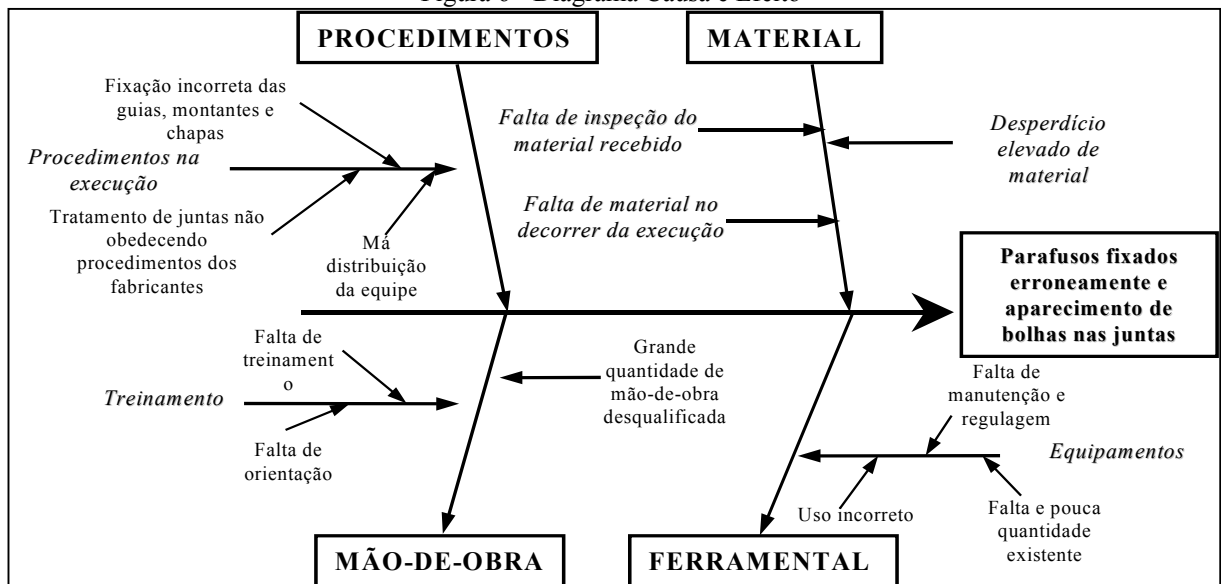 Figura 6 - Diagrama Causa e Efeito
PROCEDIMENTOS
MATERIAL
Fixação incorreta das
guias, montantes e
chapas
Procedimentos na
execução
Tratamento de juntas não
obedecendo
procedimentos dos
fabricantes
Má
distribuição
da equipe
Falta de inspeção do
material recebido
Falta de material no
decorrer da execução
Desperdício
elevado de
material
Parafusos fixados
erroneamente e
aparecimento de
bolhas nas juntas
Falta de
treinament
o
Treinamento
Falta de
orientação
Grande
quantidade de
mão-de-obra
desqualificada
Falta de
manutenção e
regulagem
Equipamentos
Uso incorreto
Falta e pouca
quantidade
existente
MÃO-DE-OBRA
FERRAMENTAL